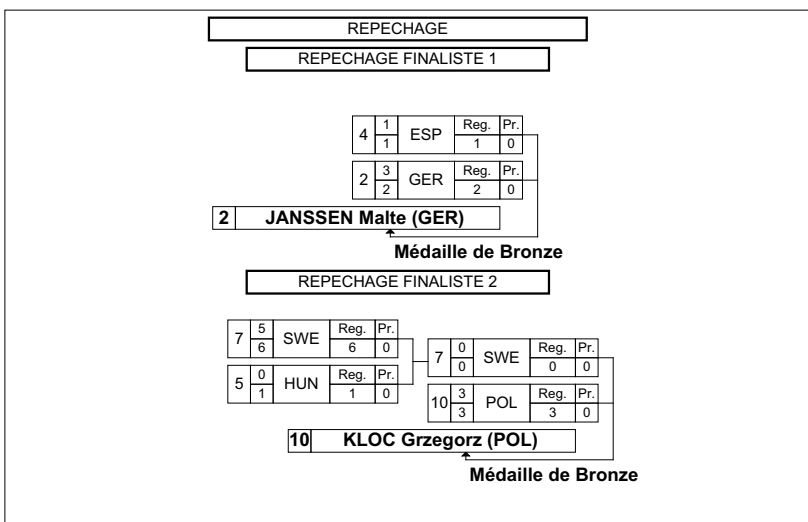 REPECHAGE
REPECHAGE FINALISTE 1
4 1 ESP Reg. Pr.
1 1 0
2 3 GER Reg. Pr.
2 2 0
2 JANSSEN Malte (GER)
Médaille de Bronze
REPECHAGE FINALISTE 2
7 5 SWE Reg. Pr.
6 6 0
5 0 HUN Reg. Pr.
1 1 0
7 0 SWE Reg. Pr.
0 0 0
10 3 POL Reg. Pr.
3 3 0
10 KLOC Grzegorz (POL)
Médaille de Bronze